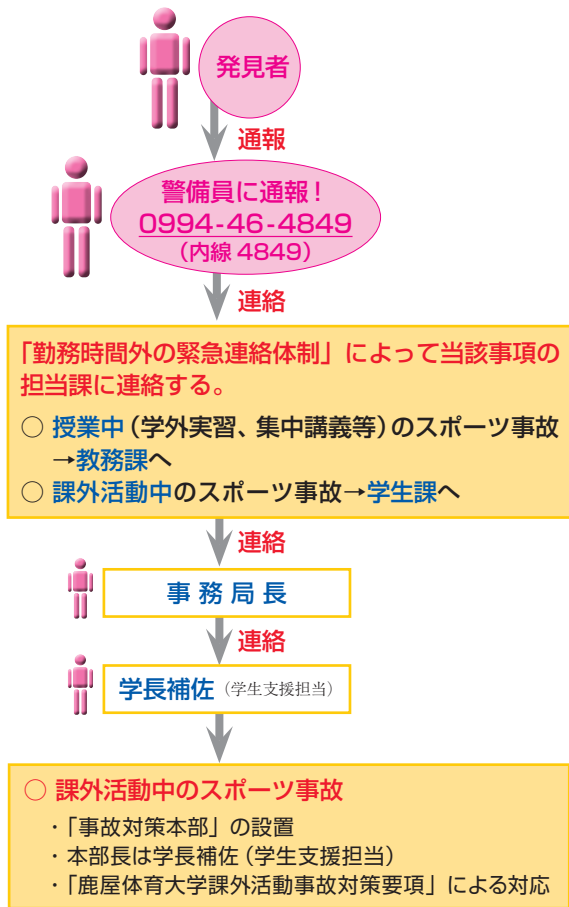 発見者
通報
警備員に通報！
0994-46-4849
（内線 4849）
連絡
「勤務時間外の緊急連絡体制」によって当該事項の
担当課に連絡する。
○ 授業中（学外実習、集中講義等）のスポーツ事故
→教務課へ
○ 課外活動中のスポーツ事故→学生課へ
連絡
事務局長
連絡
学長補佐（学生支援担当）
○ 課外活動中のスポーツ事故
・「事故対策本部」の設置
・本部長は学長補佐（学生支援担当）
・「鹿屋体育大学課外活動事故対策要項」による対応